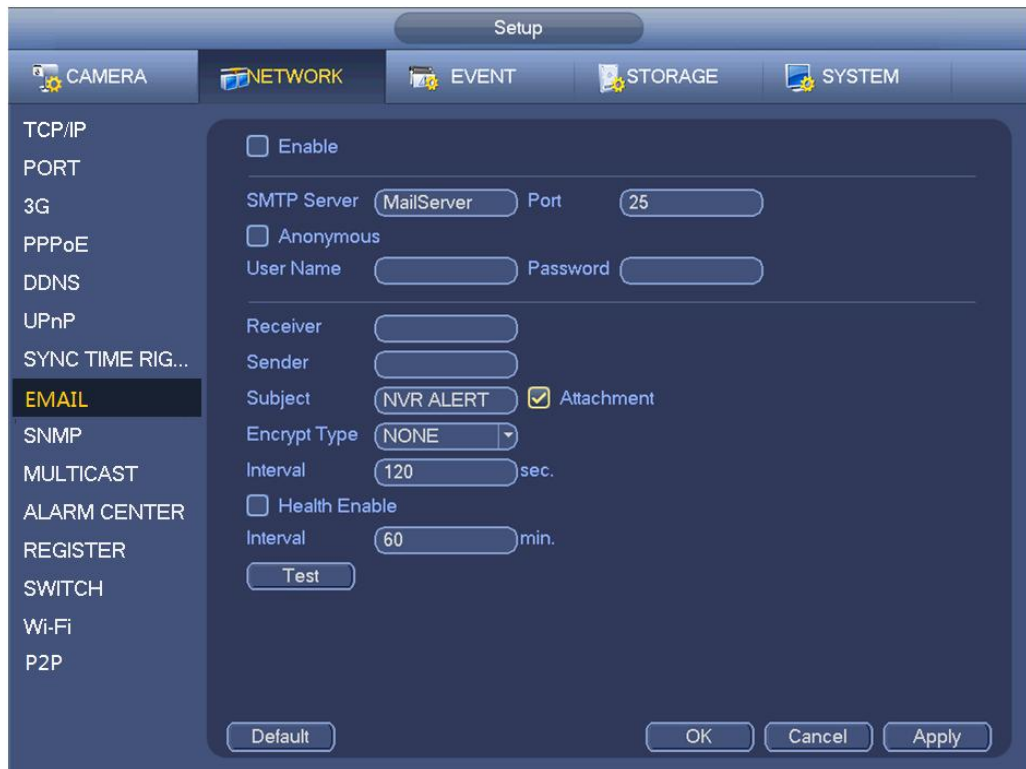 Setup
CAMERA NETWORK EVENT STORAGE SYSTEM
TCP/IP
PORT
3G
PPPoE
DDNS
UPnP
SYNC TIME RIG...
EMAIL
SNMP
MULTICAST
ALARM CENTER
REGISTER
SWITCH
Wi-Fi
P2P
Enable
SMTP Server MailServer Port 25
Anonymous
User Name Password
Receiver
Sender
Subject NVR ALERT Attachment
Encrypt Type NONE
Interval 120 sec.
Health Enable
Interval 60 min.
Test
Default OK Cancel Apply